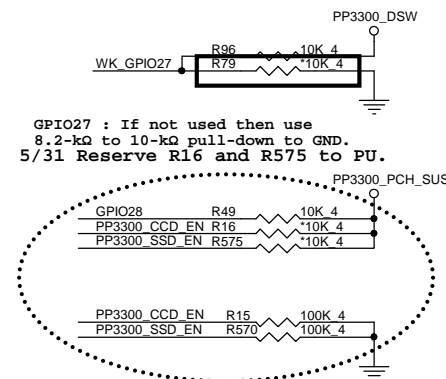 PP3300_DSW
R96 10K_4
WK_GPIO27 R79 *10K_4
GPIO27 : If not used then use
8.2-kΩ to 10-kΩ pull-down to GND.
5/31 Reserve R16 and R575 to PU.
PP3300_PCH_SUS
GPIO28 R49 10K_4
PP3300_CCD_EN R16 *10K_4
PP3300_SSD_EN R575 *10K_4
PP3300_CCD_EN R15 100K_4
PP3300_SSD_EN R570 100K_4